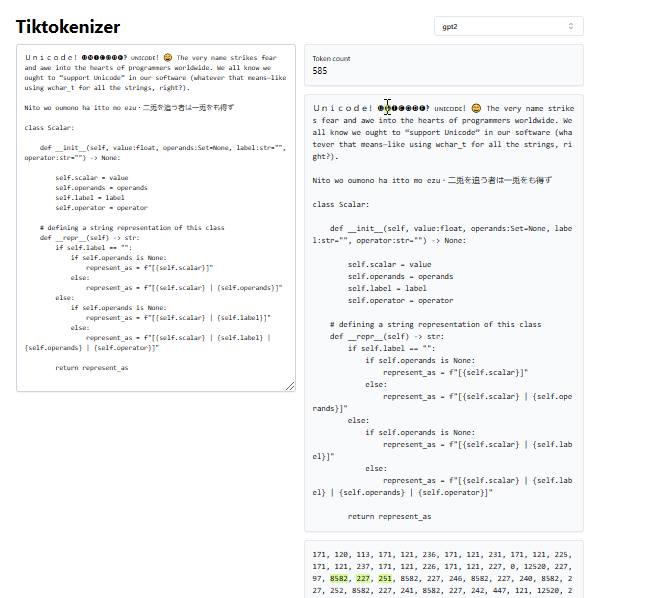 Tiktokenizer
gpt2
Ｕｎｉｃｏｄｅ! 🅤🅝🅘🅒🅞🅓🅔‽ 🇺‌🇳‌🇮‌🇨‌🇴‌🇩‌🇪! 😄 The very name strikes fear
and awe into the hearts of programmers worldwide. We all know we
ought to “support Unicode” in our software (whatever that means—like
using wchar_t for all the strings, right?).
Nito wo oumono ha itto mo ezu・二兎を追う者は一兎をも得ず
class Scalar:
    def __init__(self, value:float, operands:Set=None, label:str="",
operator:str="") -> None:
        self.scalar = value
        self.operands = operands
        self.label = label
        self.operator = operator
    # defining a string representation of this class
    def __repr__(self) -> str:
        if self.label == "":
            if self.operands is None:
                represent_as = f"[{self.scalar}]"
            else:
                represent_as = f"[{self.scalar} | {self.operands}]"
        else:
            if self.operands is None:
                represent_as = f"[{self.scalar} | {self.label}]"
            else:
                represent_as = f"[{self.scalar} | {self.label} |
{self.operands} | {self.operator}]"
        return represent_as
Token count
585
Ｕｎｉｃｏｄｅ! 🅤🅝🅘🅒🅞🅓🅔‽ 🇺‌🇳‌🇮‌🇨‌🇴‌🇩‌🇪! 😄 The very name strike
s fear and awe into the hearts of programmers worldwide. We
all know we ought to “support Unicode” in our software (wha
tever that means—like using wchar_t for all the strings, ri
ght?).
Nito wo oumono ha itto mo ezu・二兎を追う者は一兎をも得ず
class Scalar:
    def __init__(self, value:float, operands:Set=None, labe
l:str="", operator:str="") -> None:
        self.scalar = value
        self.operands = operands
        self.label = label
        self.operator = operator
    # defining a string representation of this class
    def __repr__(self) -> str:
        if self.label == "":
            if self.operands is None:
                represent_as = f"[{self.scalar}]"
            else:
                represent_as = f"[{self.scalar} | {self.ope
rands}]"
        else:
            if self.operands is None:
                represent_as = f"[{self.scalar} | {self.lab
el}]"
            else:
                represent_as = f"[{self.scalar} | {self.lab
el} | {self.operands} | {self.operator}]"
        return represent_as
171, 120, 113, 171, 121, 236, 171, 121, 231, 171, 121, 225,
171, 121, 237, 171, 121, 226, 171, 121, 227, 0, 12520, 227,
97, 8582, 227, 251, 8582, 227, 246, 8582, 227, 240, 8582, 2
27, 252, 8582, 227, 241, 8582, 227, 242, 447, 121, 12520, 2